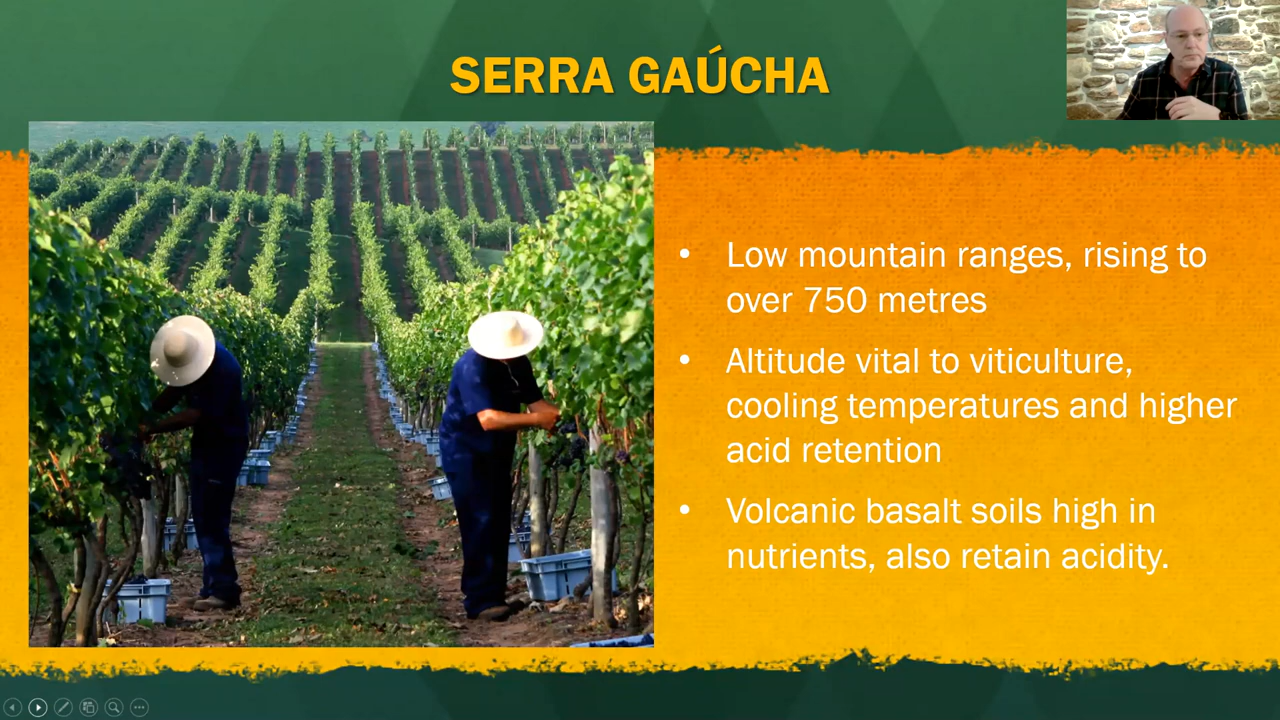 SERRA GAÚCHA
• Low mountain ranges, rising to
over 750 metres
• Altitude vital to viticulture,
cooling temperatures and higher
acid retention
• Volcanic basalt soils high in
nutrients, also retain acidity.